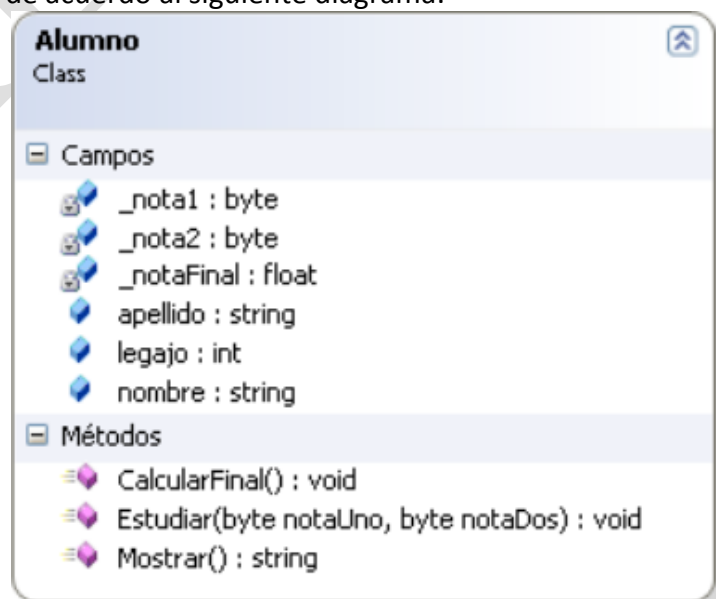 de acuerdo al siguiente diagrama:
Alumno
Class
Campos
_nota1 : byte
_nota2 : byte
_notaFinal : float
apellido : string
legajo : int
nombre : string
Métodos
CalcularFinal() : void
Estudiar(byte notaUno, byte notaDos) : void
Mostrar() : string